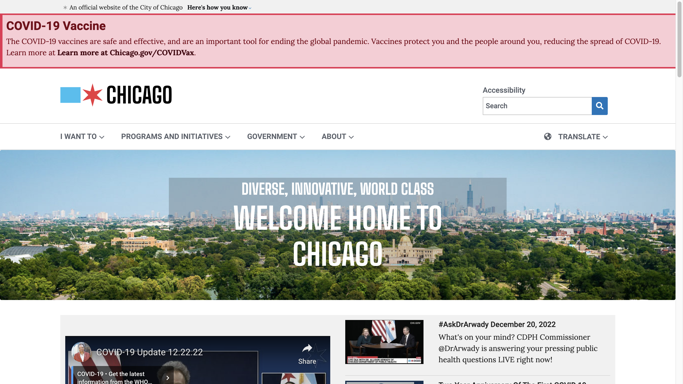 An official website of the City of Chicago Here's how you know
COVID-19 Vaccine
The COVID-19 vaccines are safe and effective, and are an important tool for ending the global pandemic. Vaccines protect you and the people around you, reducing the spread of COVID-19.
Learn more at Learn more at Chicago.gov/COVIDVax.
CHICAGO
Accessibility
Search
I WANT TO
PROGRAMS AND INITIATIVES
GOVERNMENT
ABOUT
TRANSLATE
DIVERSE, INNOVATIVE, WORLD CLASS
WELCOME HOME TO
CHICAGO
COVID-19 Update 12.22.22
Share
COVID-19 - Get the latest
information from the WHO...
#AskDrArwady December 20, 2022
What's on your mind? CDPH Commissioner
@DrArwady is answering your pressing public
health questions LIVE right now!